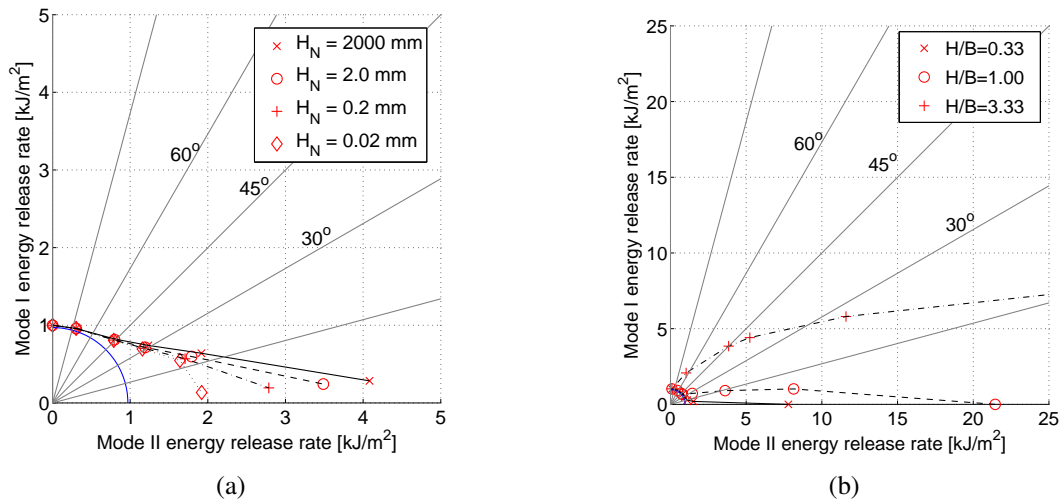 5
4
3
2
1
0
0
1
2
3
4
5
Mode I energy release rate [kJ/m²]
Mode II energy release rate [kJ/m²]
60°
45°
30°
H_N = 2000 mm
H_N = 2.0 mm
H_N = 0.2 mm
H_N = 0.02 mm
(a)
25
20
15
10
5
0
0
5
10
15
20
25
Mode I energy release rate [kJ/m²]
Mode II energy release rate [kJ/m²]
60°
45°
30°
H/B=0.33
H/B=1.00
H/B=3.33
(b)